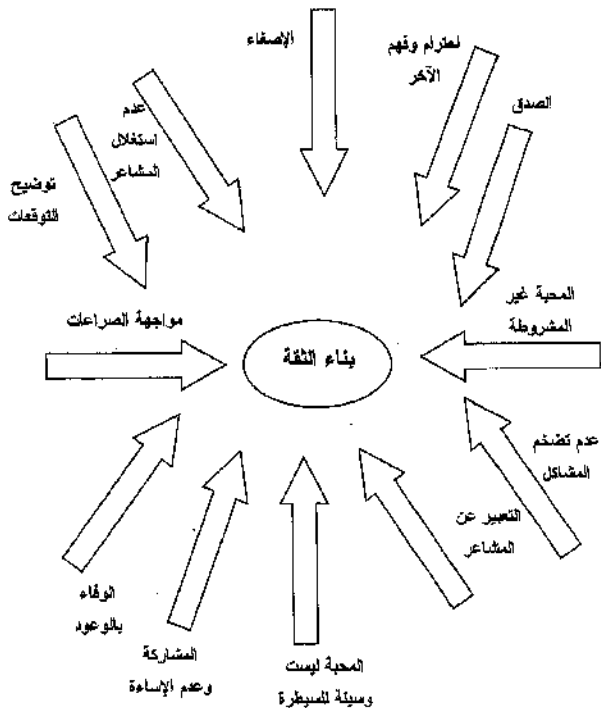 الإصغاء
احترام وفهم
الآخر
الصدق
عدم
استغلال
المشاعر
توضيح
التوقعات
المحبة غير
المشروطة
مواجهة الصراعات
بناء الثقة
عدم تضخم
المشاكل
التعبير عن
المشاعر
الوفاء
بالوعود
المشاركة
وعدم الإساءة
المحبة ليست
وسيلة للسيطرة